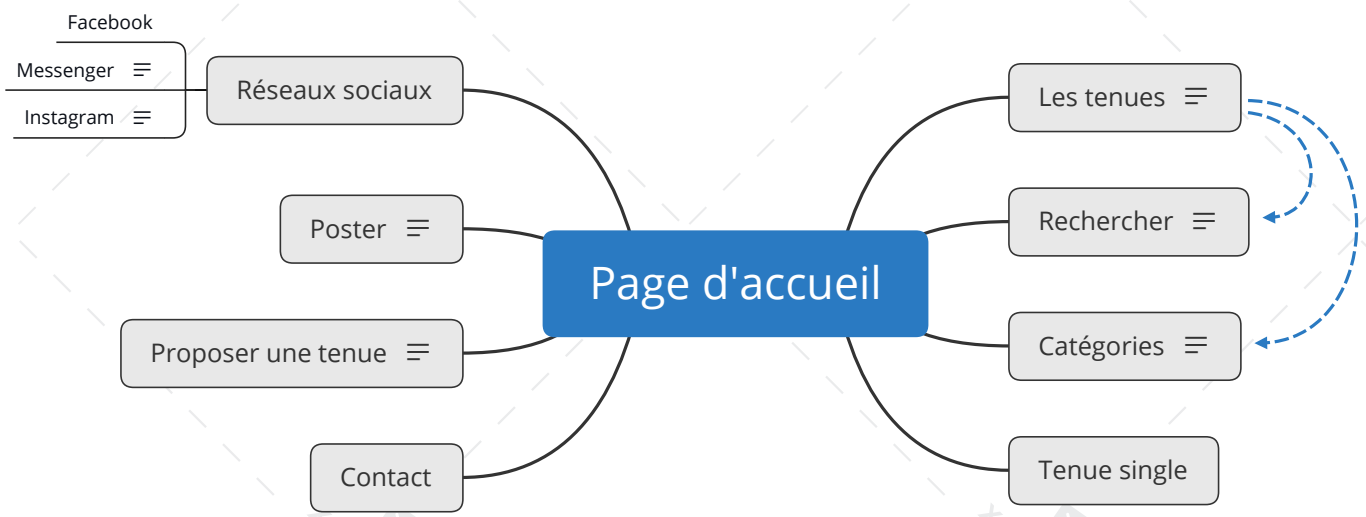 Facebook
Messenger
Instagram
Réseaux sociaux
Poster
Proposer une tenue
Contact
Page d'accueil
Les tenues
Rechercher
Catégories
Tenue single